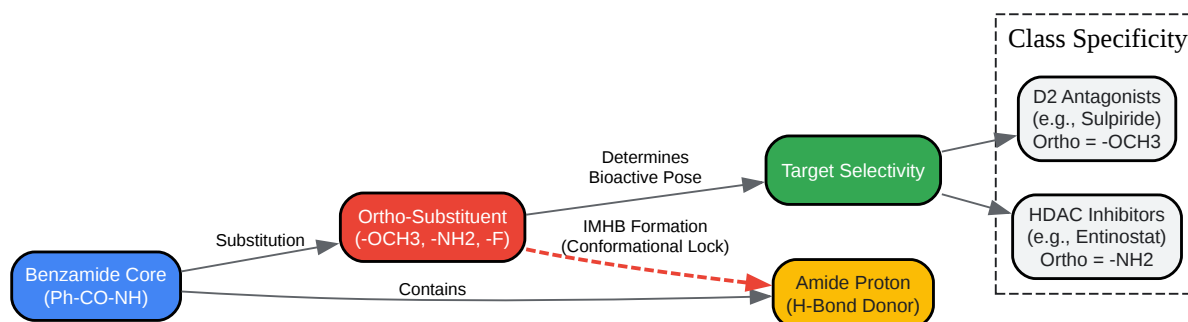 Class Specificity
D2 Antagonists
(e.g., Sulpiride)
Ortho = -OCH3
Determines
Bioactive Pose
Target Selectivity
Ortho-Substituent
(-OCH3, -NH2, -F)
IMHB Formation
(Conformational Lock)
HDAC Inhibitors
(e.g., Entinostat)
Ortho = -NH2
Substitution
Benzamide Core
(Ph-CO-NH)
Contains
Amide Proton
(H-Bond Donor)